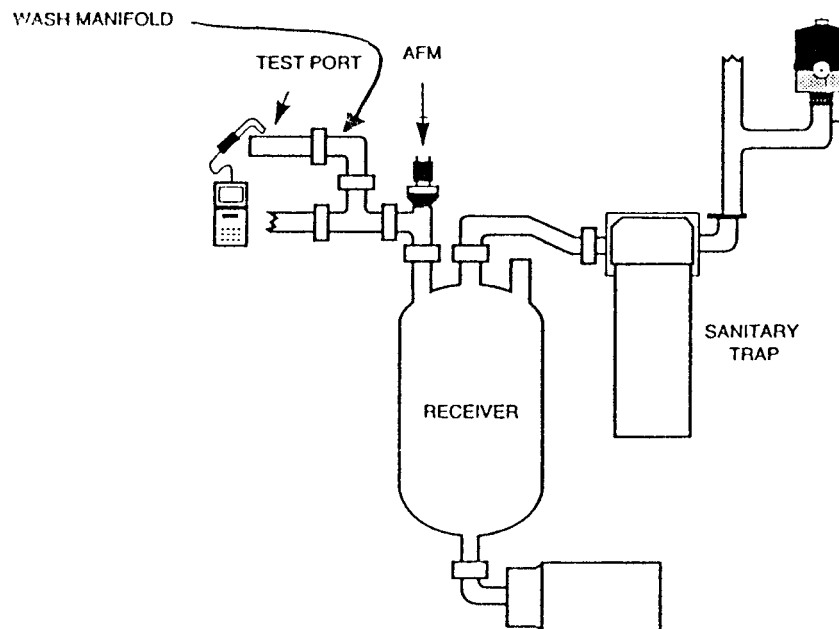 WASH MANIFOLD
TEST PORT
AFM
RECEIVER
SANITARY
TRAP